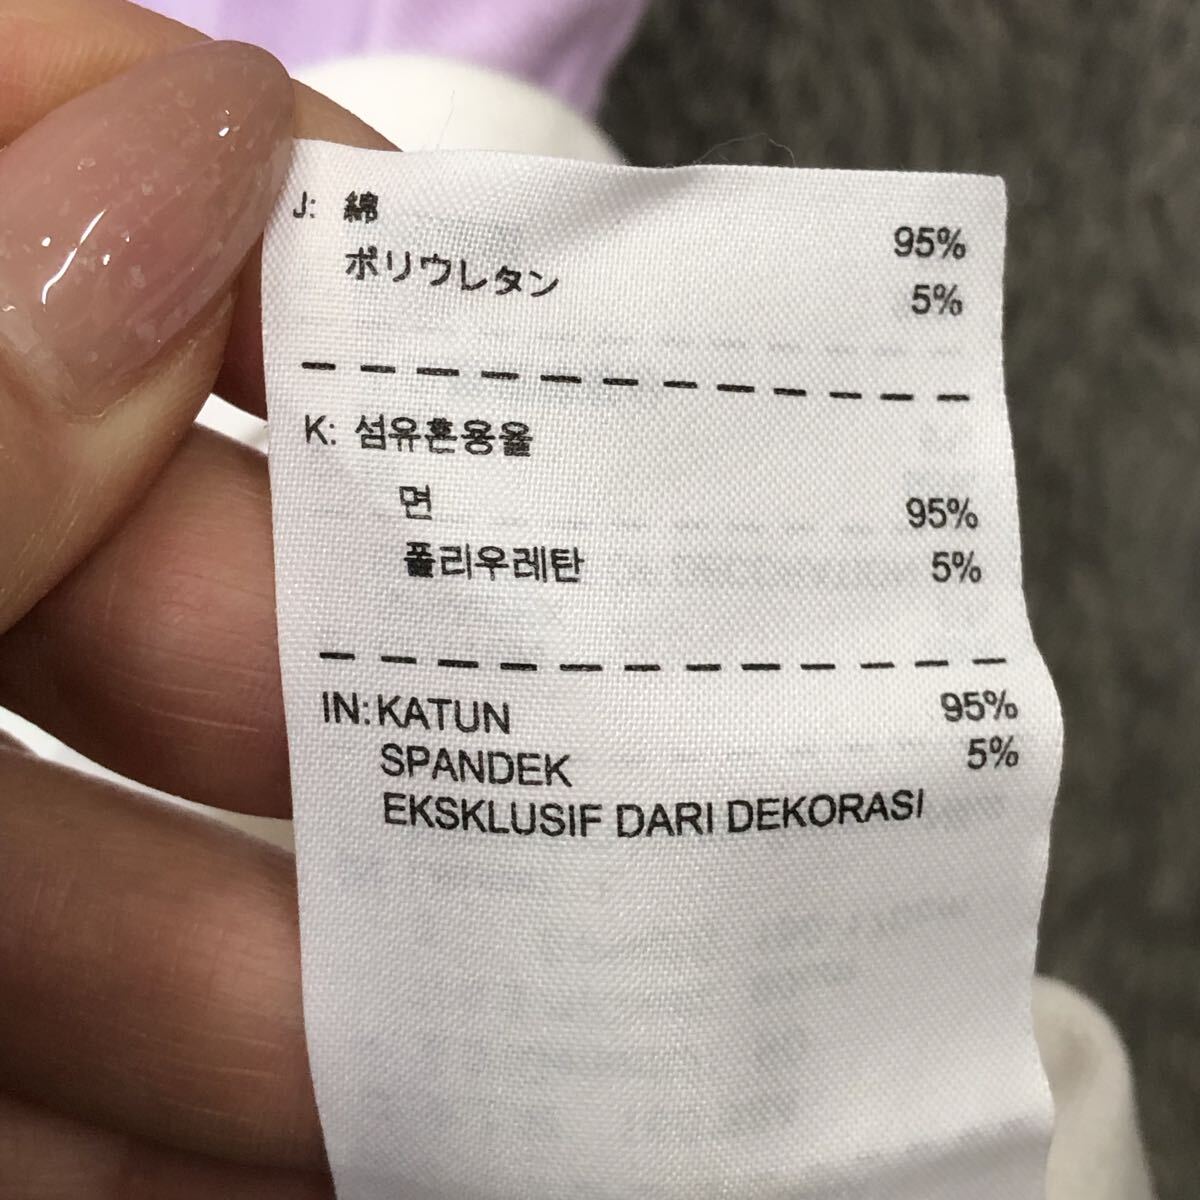 J: 綿 95%
ポリウレタン 5%
K: 섬유혼용율
면 95%
폴리우레탄 5%
IN: KATUN 95%
SPANDEK 5%
EKSKLUSIF DARI DEKORASI